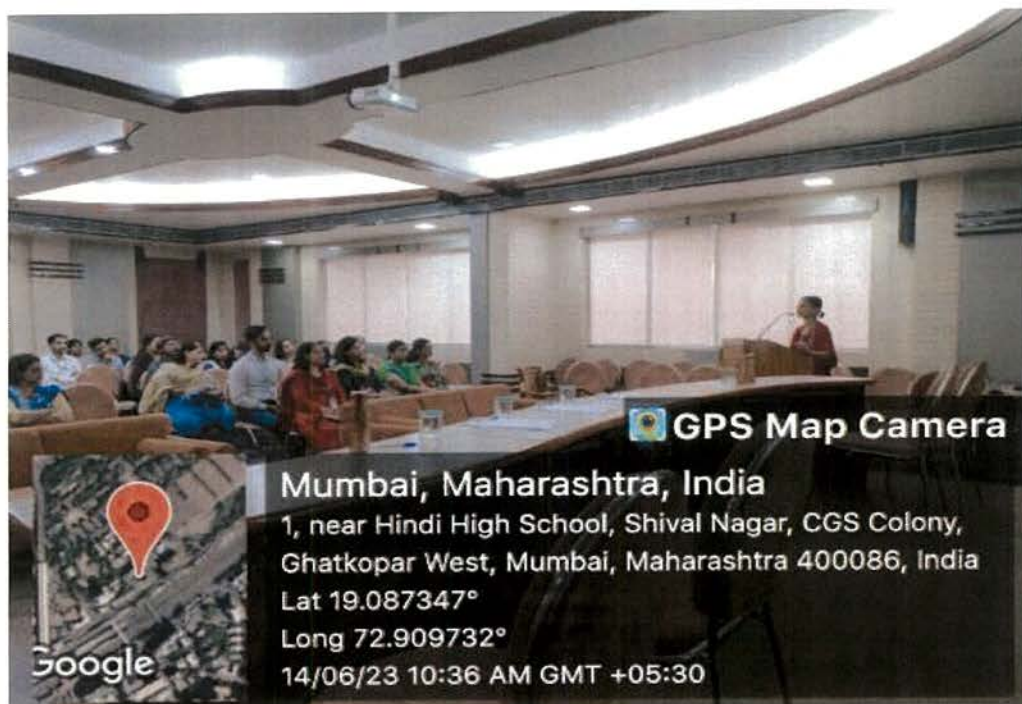 GPS Map Camera
Mumbai, Maharashtra, India
1, near Hindi High School, Shival Nagar, CGS Colony,
Ghatkopar West, Mumbai, Maharashtra 400086, India
Lat 19.087347°
Long 72.909732°
14/06/23 10:36 AM GMT +05:30
Google